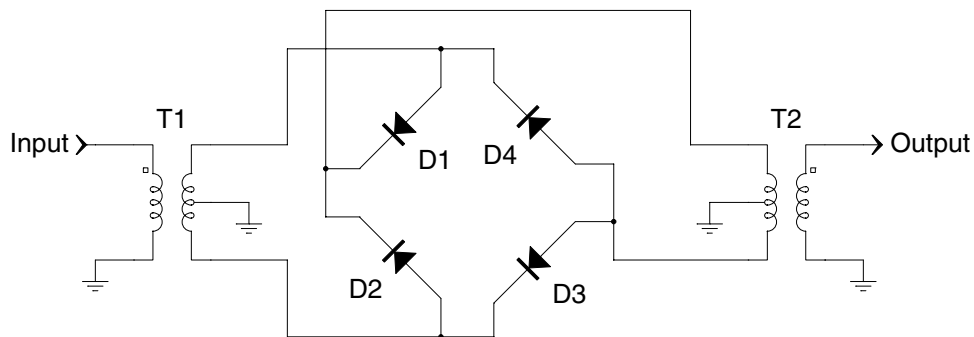 T1
T2
Input
D1
D4
Output
D2
D3